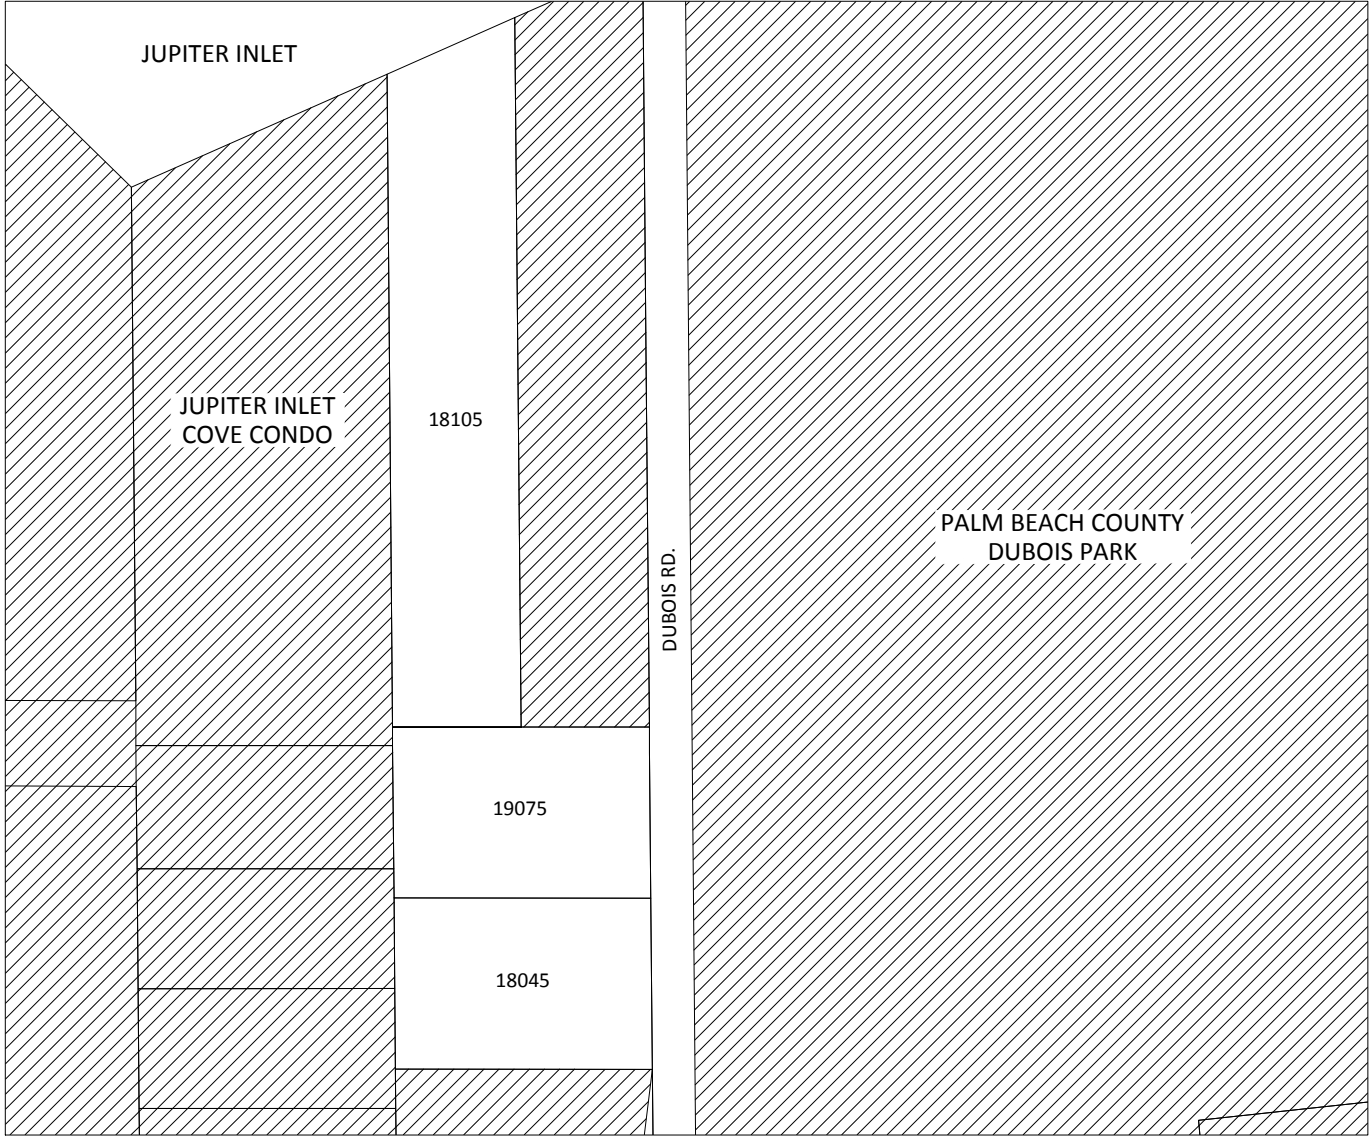 JUPITER INLET
JUPITER INLET
COVE CONDO
18105
PALM BEACH COUNTY
DUBOIS PARK
DUBOIS RD.
19075
18045